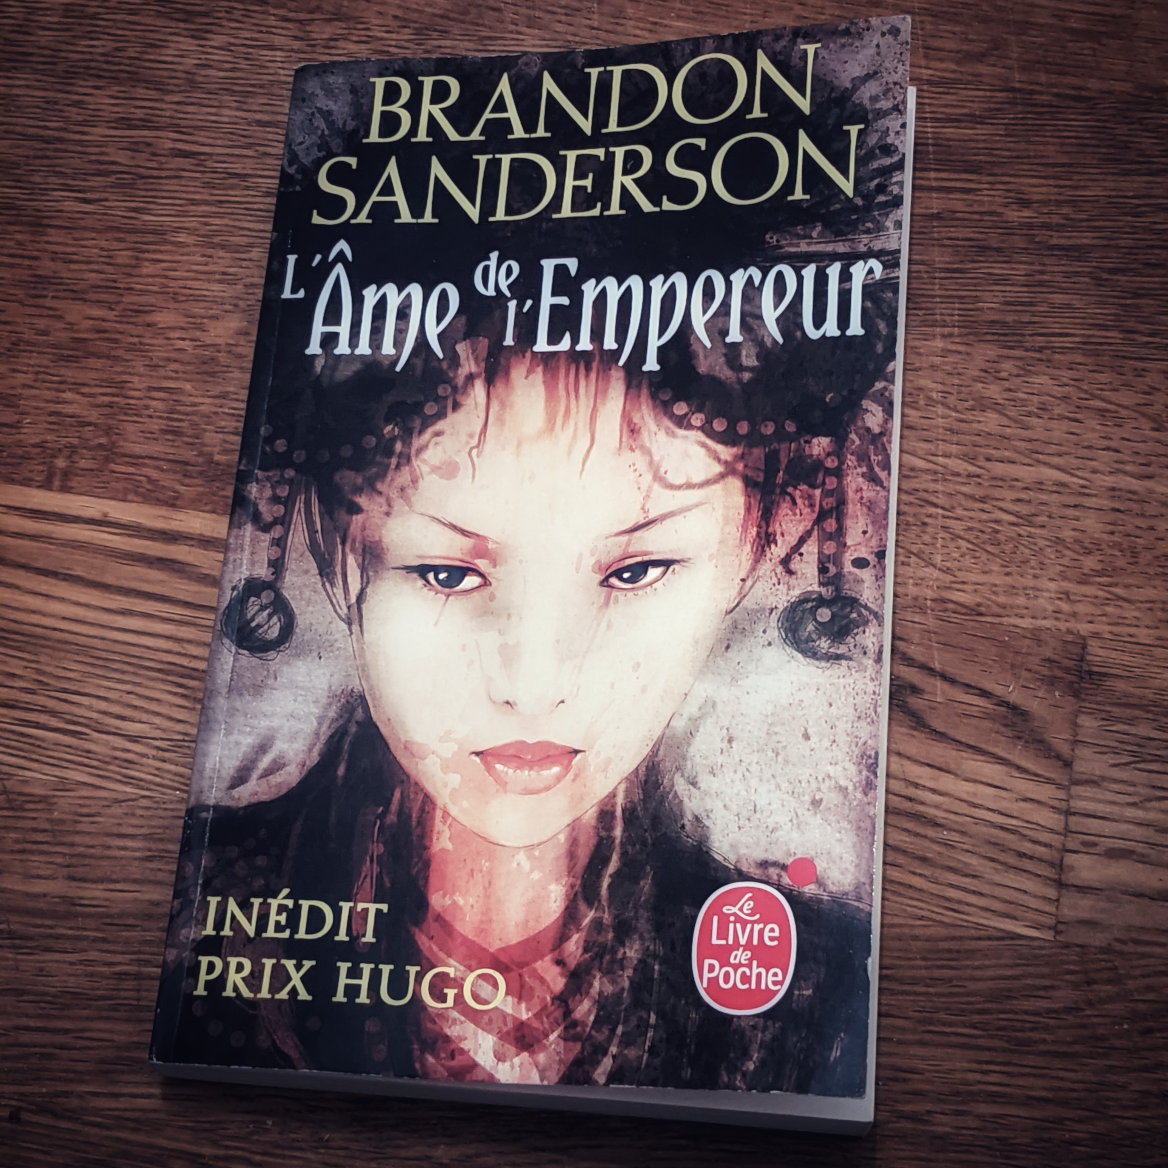 BRANDON
SANDERSON
L'Âme de l'Empereur
INÉDIT
PRIX HUGO
Le
Livre
de
Poche